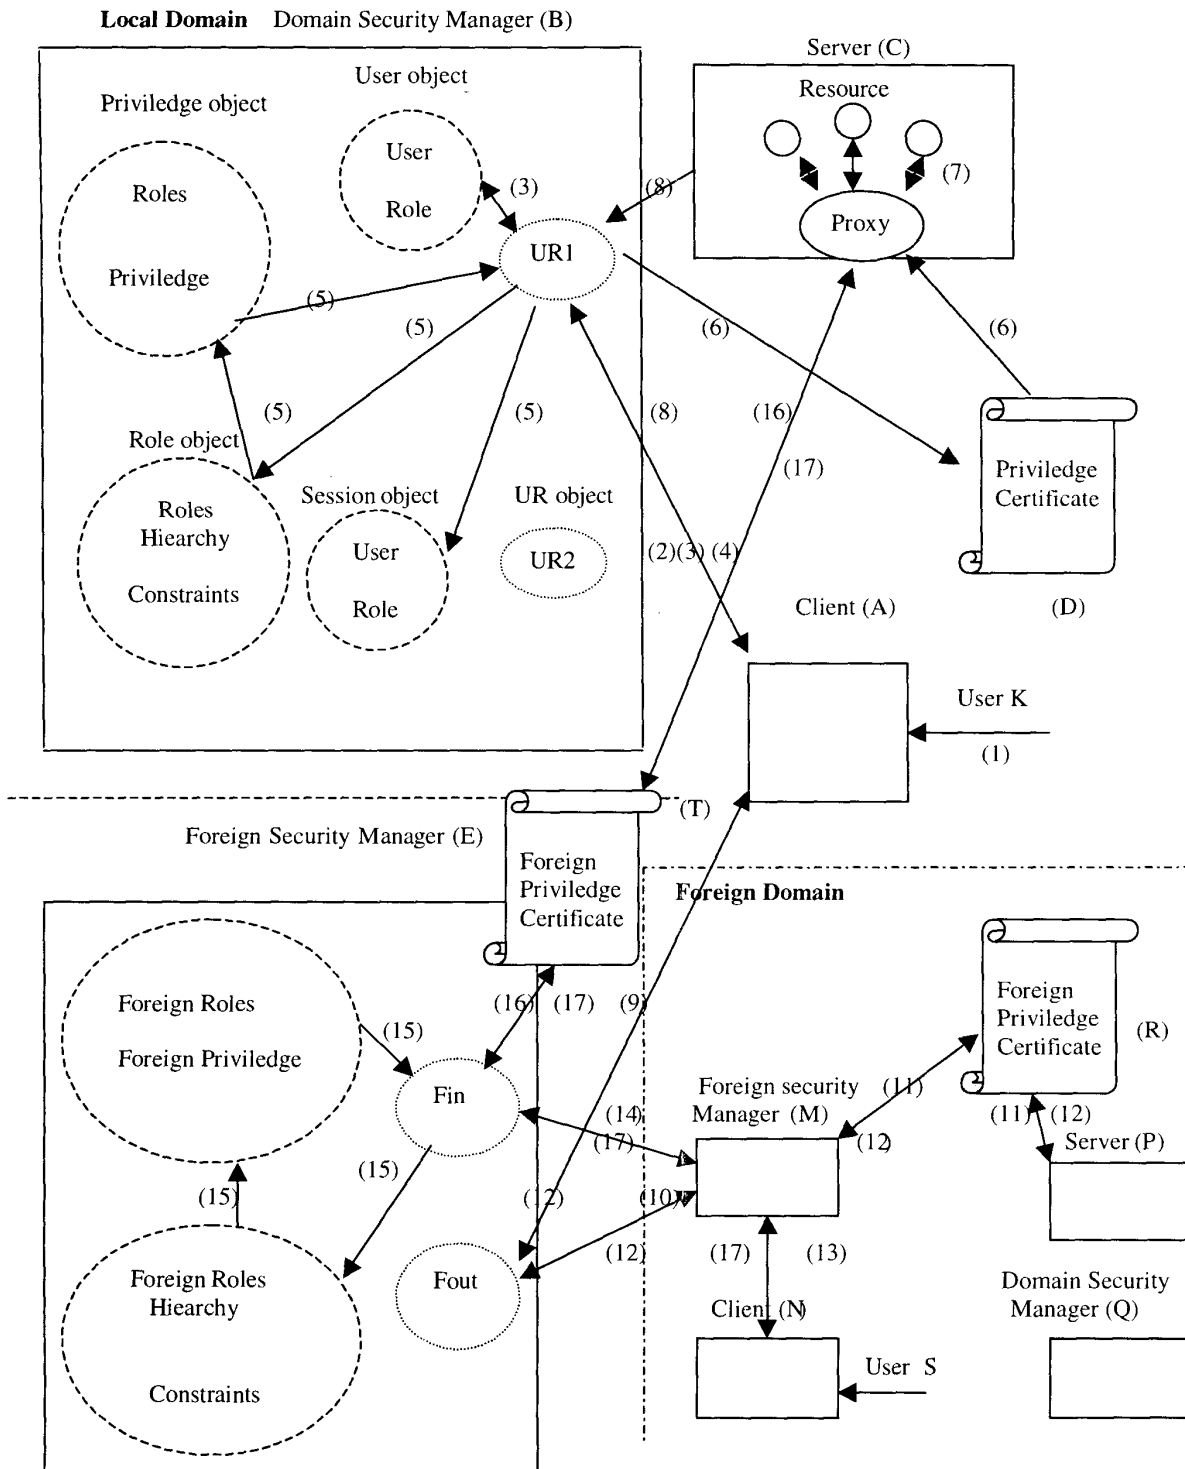 Local Domain Domain Security Manager (B)
Server (C)
User object
Resource
Priviledge object
User
(7)
(3)
(8)
Roles
Role
Proxy
UR1
Priviledge
(5)
(5)
(6)
(6)
(5)
(5)
(8)
(16)
Role object
(17)
Priviledge
Certificate
Session object
UR object
Roles
Hiearchy
User
UR2
(2)(3) (4)
Constraints
Role
Client (A)
(D)
User K
(1)
(T)
Foreign Security Manager (E)
Foreign
Priviledge
Certificate
Foreign Domain
Foreign Roles
(16)
(17)
(9)
Foreign
Priviledge
Certificate
(R)
Foreign Priviledge
(15)
Fin
Foreign security
Manager (M)
(11)
(14)
(17)
(12)
(11)
(12)
Server (P)
(15)
(15)
(12)
(10)
Foreign Roles
Hiearchy
Fout
(12)
(17)
(13)
Domain Security
Manager (Q)
Client (N)
Constraints
User S